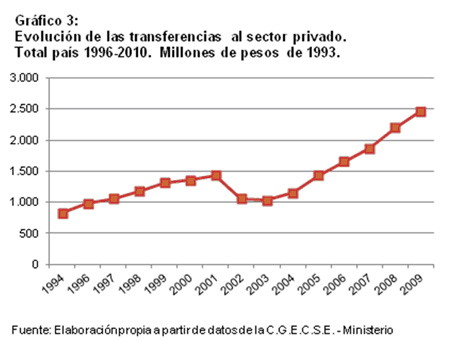 Gráfico 3:
Evolución de las transferencias al sector privado.
Total país 1996-2010. Millones de pesos de 1993.
3.000
2.500
2.000
1.500
1.000
500
0
1994 1996 1997 1998 1999 2000 2001 2002 2003 2004 2005 2006 2007 2008 2009
Fuente: Elaboración propia a partir de datos de la C.G.E.C.S.E. - Ministerio